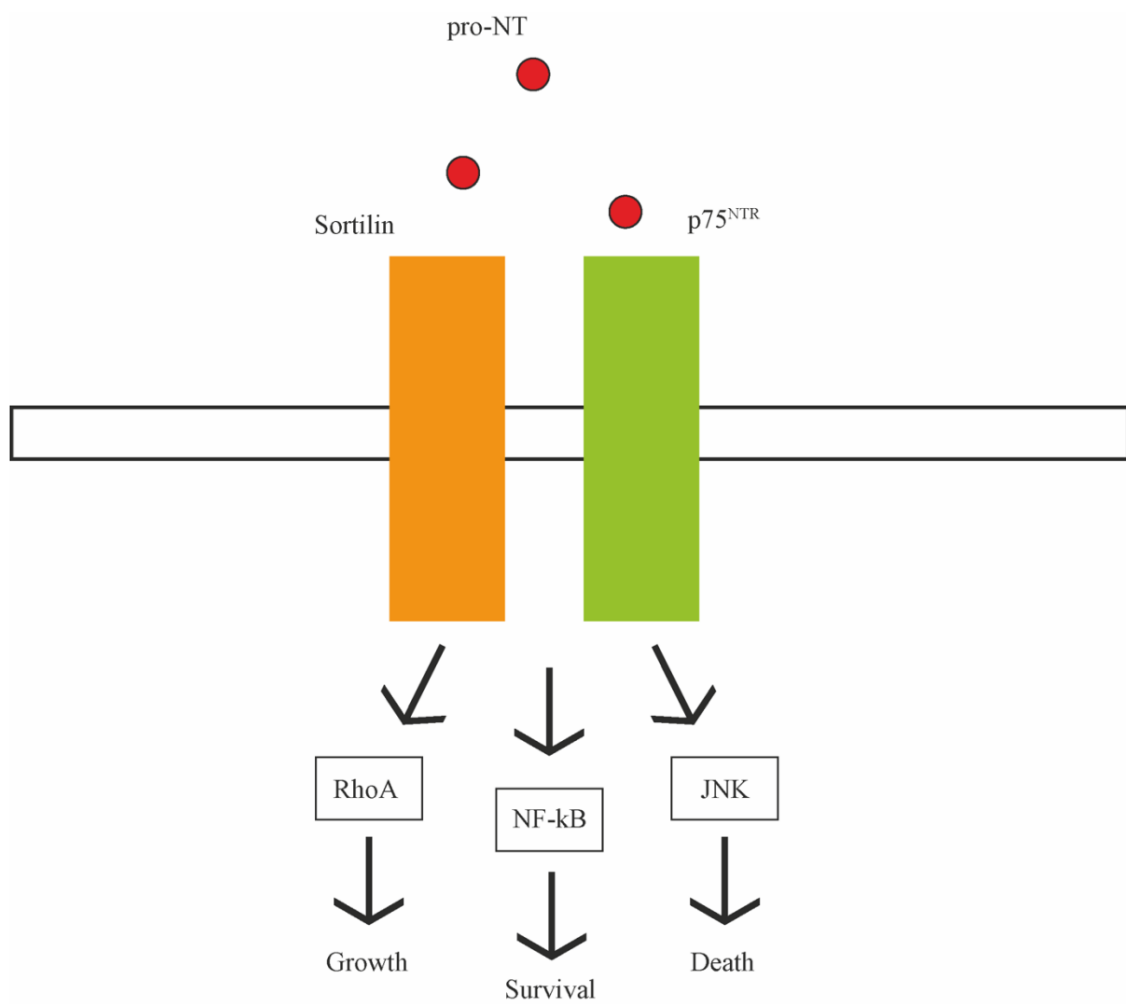 pro-NT
Sortilin
p75NTR
RhoA
NF-kB
JNK
Growth
Survival
Death